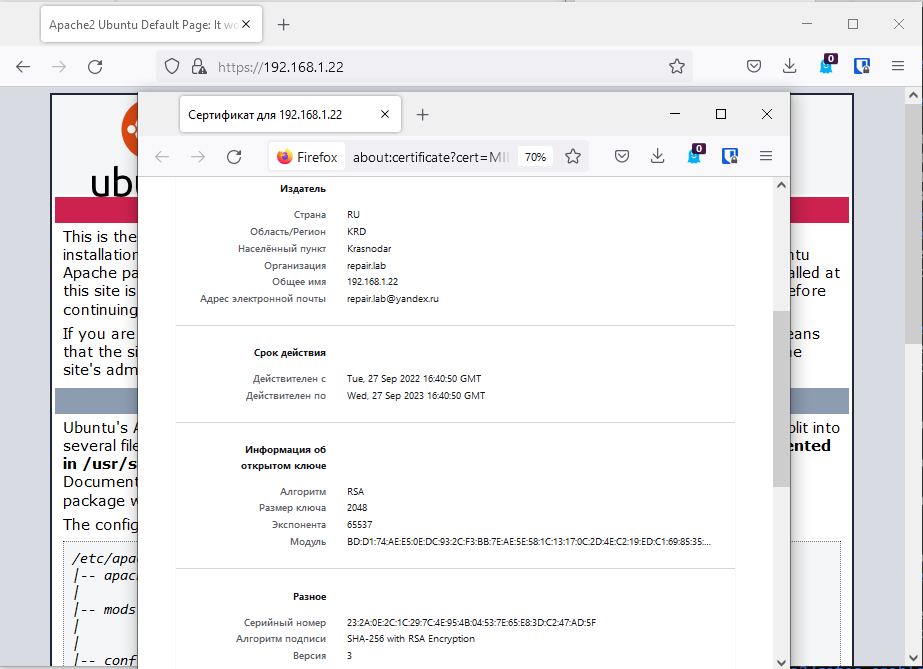 Apache2 Ubuntu Default Page: It wo
https://192.168.1.22
0
Сертификат для 192.168.1.22
Firefox
about:certificate?cert=MI
70%
0
Издатель
Страна RU
Область/Регион KRD
Населённый пункт Krasnodar
Организация repair.lab
Общее имя 192.168.1.22
Адрес электронной почты repair.lab@yandex.ru
Срок действия
Действителен с Tue, 27 Sep 2022 16:40:50 GMT
Действителен по Wed, 27 Sep 2023 16:40:50 GMT
Информация об
открытом ключе
Алгоритм RSA
Размер ключа 2048
Экспонента 65537
Модуль BD:D1:74:AE:E5:0E:DC:93:2C:F3:BB:7E:AE:5E:58:1C:13:17:0C:2D:4E:C2:19:ED:C1:69:85:35:...
Разное
Серийный номер 23:2A:0E:2C:1C:29:7C:4E:95:4B:04:53:7E:65:E8:3D:C2:47:AD:5F
Алгоритм подписи SHA-256 with RSA Encryption
Версия 3
ubu
This is the
installation
Apache pa
this site is
continuing
If you are
that the si
site's adm
Ubuntu's A
several file
in /usr/s
Document
package w
The config
/etc/apa
|-- apac
|
|-- mods
|
|
|-- conf
ntu
alled at
efore
eans
he
plit into
ented